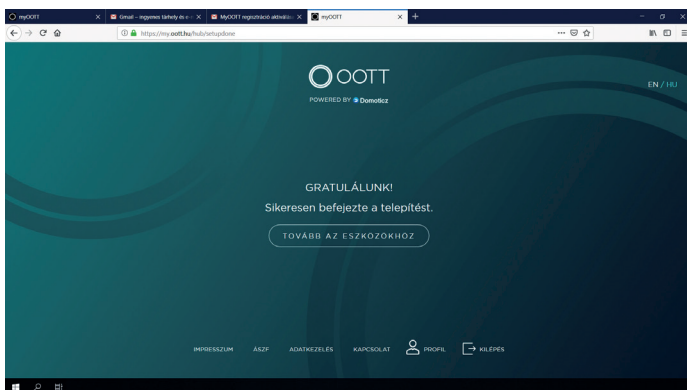 myOOTT
Gmail – ingyenes tárhely és e-
MyOOTT regisztráció aktiválás
myOOTT
https://my.oott.hu/hub/setupdone
OOTT
POWERED BY Domoticz
EN / HU
GRATULÁLUNK!
Sikeresen befejezte a telepítést.
TOVÁBB AZ ESZKÖZÖKHÖZ
IMPRESSZUM ÁSZF ADATKEZELÉS KAPCSOLAT PROFIL KILÉPÉS